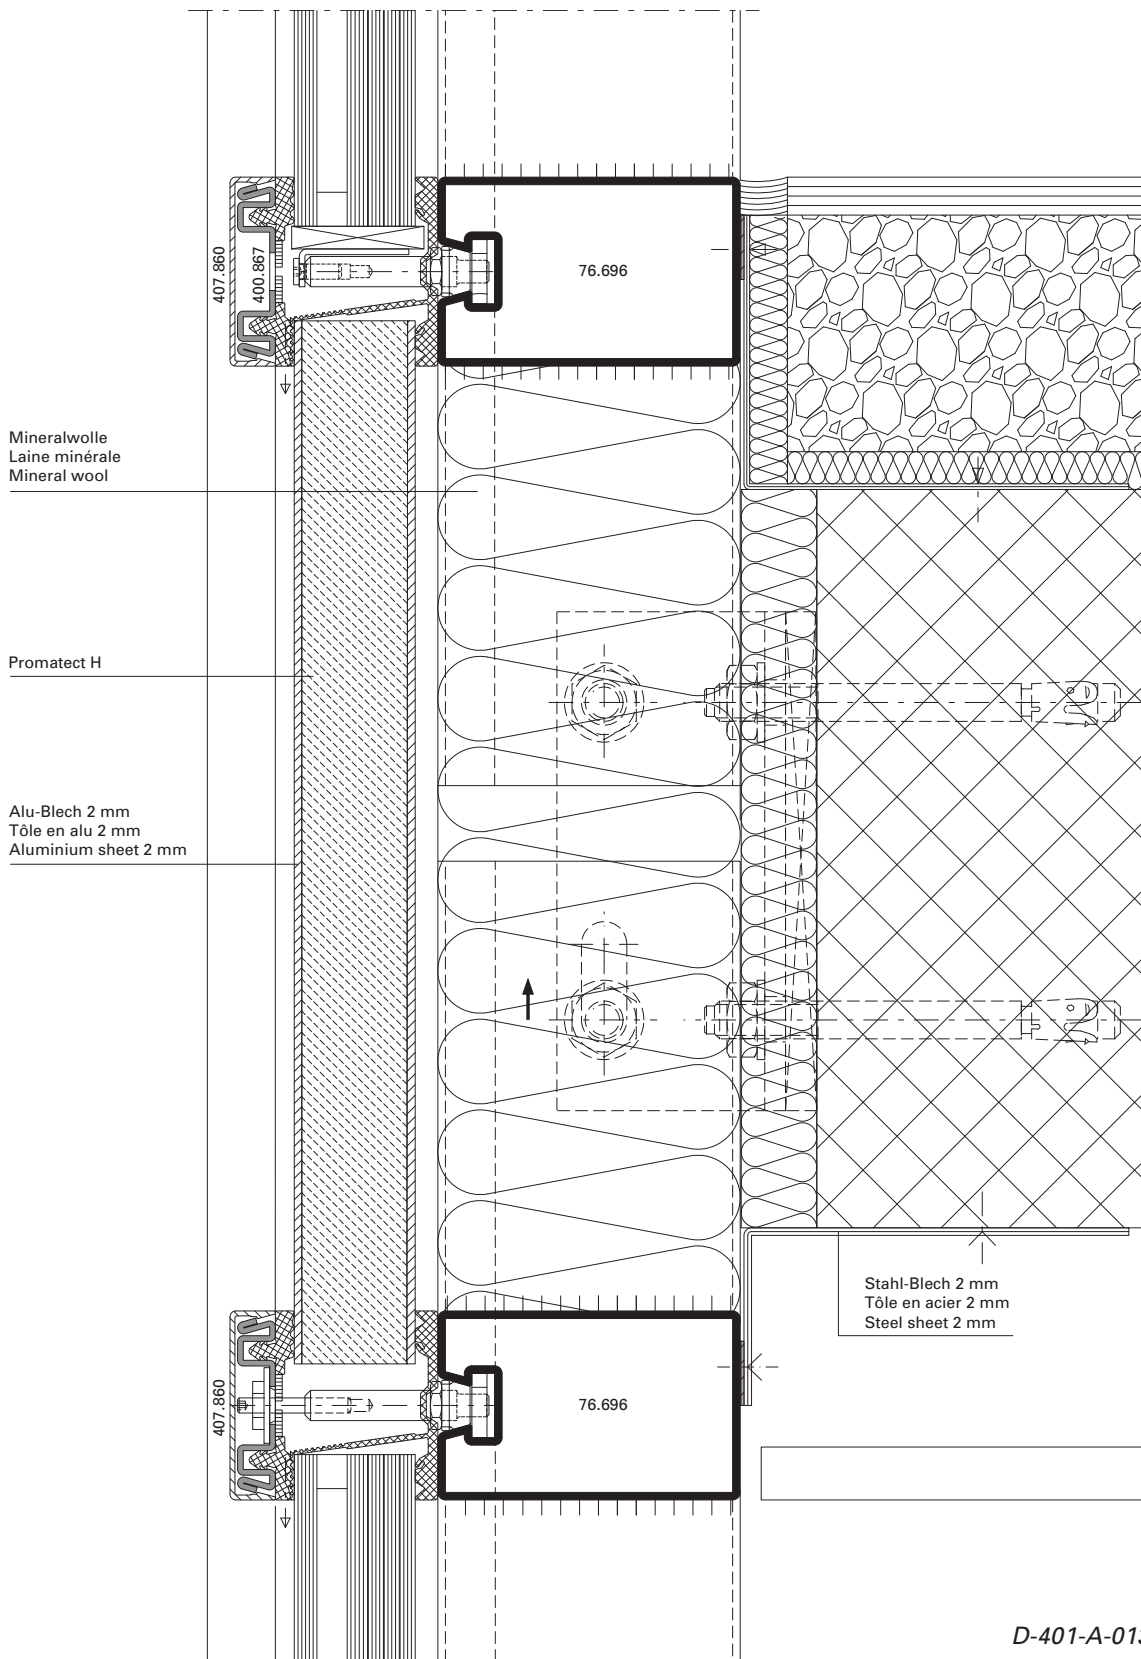 407.860
400.867
76.696
Mineralwolle
Laine minérale
Mineral wool
Promatect H
Alu-Blech 2 mm
Tôle en alu 2 mm
Aluminium sheet 2 mm
Stahl-Blech 2 mm
Tôle en acier 2 mm
Steel sheet 2 mm
407.860
76.696
D-401-A-013